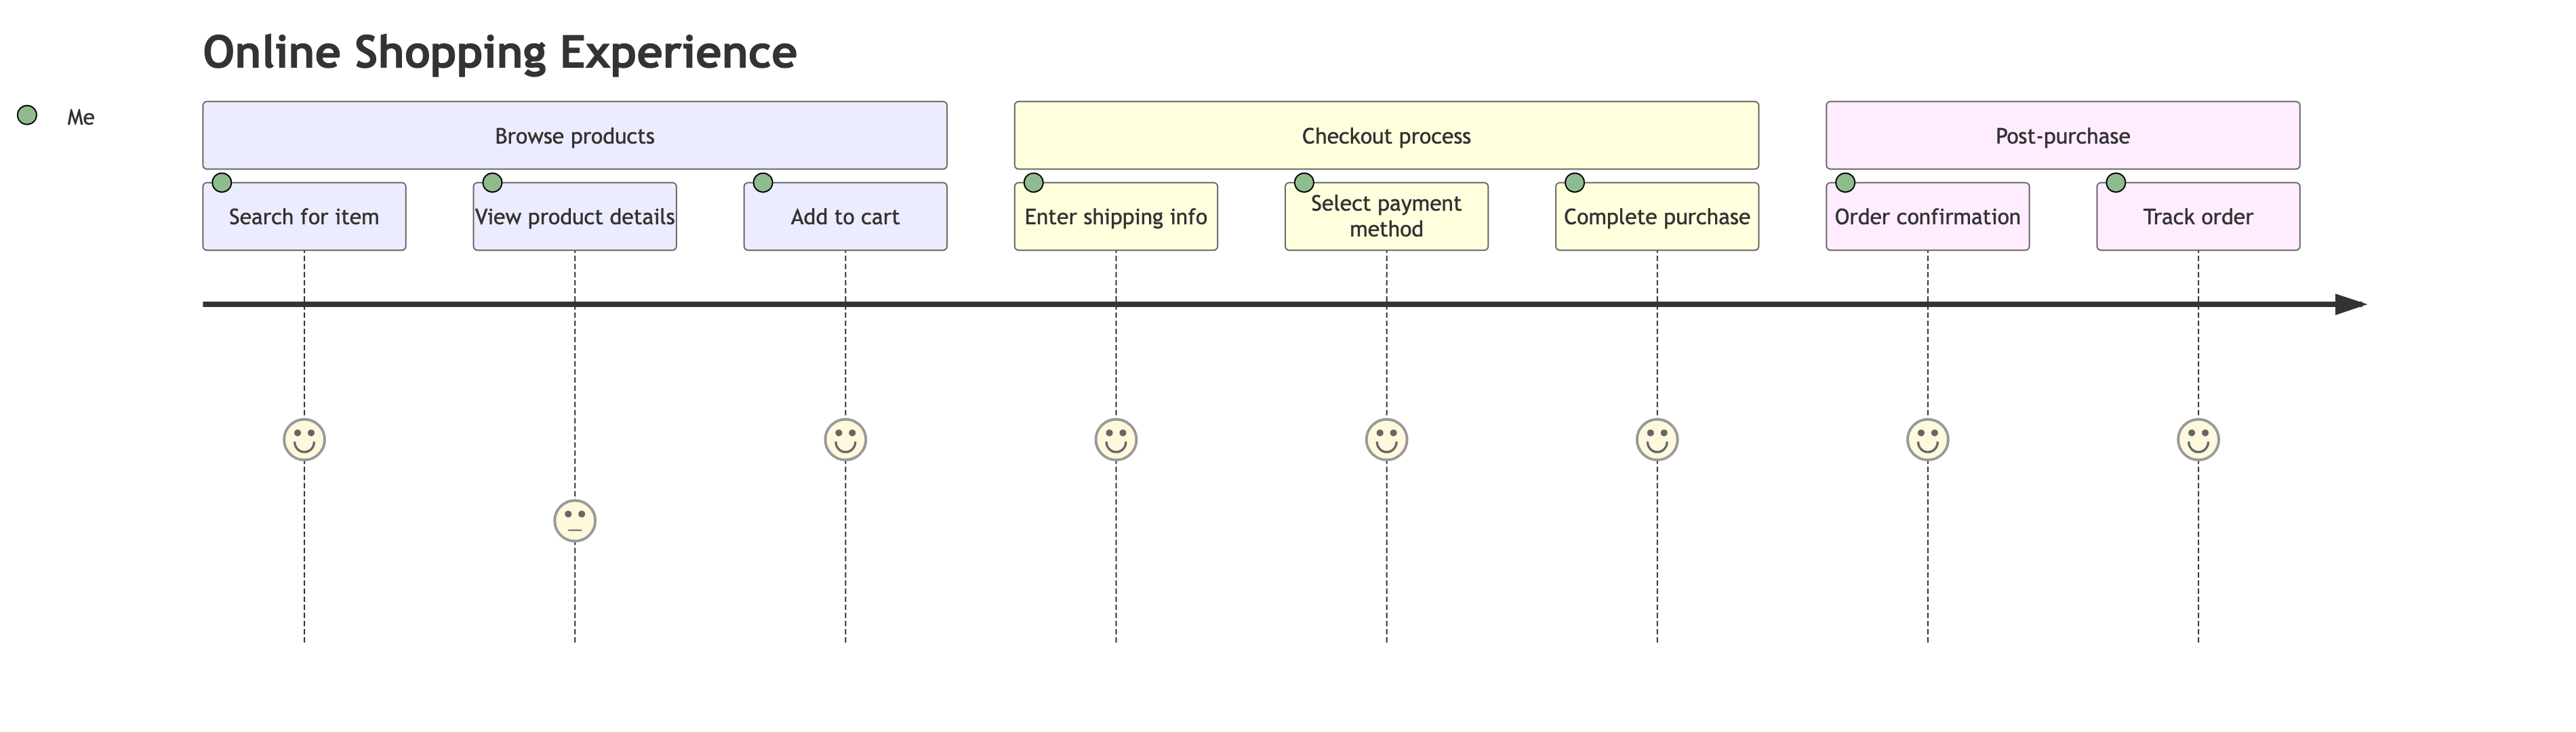 Online Shopping Experience
Me
Browse products
Checkout process
Post-purchase
Search for item
View product details
Add to cart
Enter shipping info
Select payment
method
Complete purchase
Order confirmation
Track order